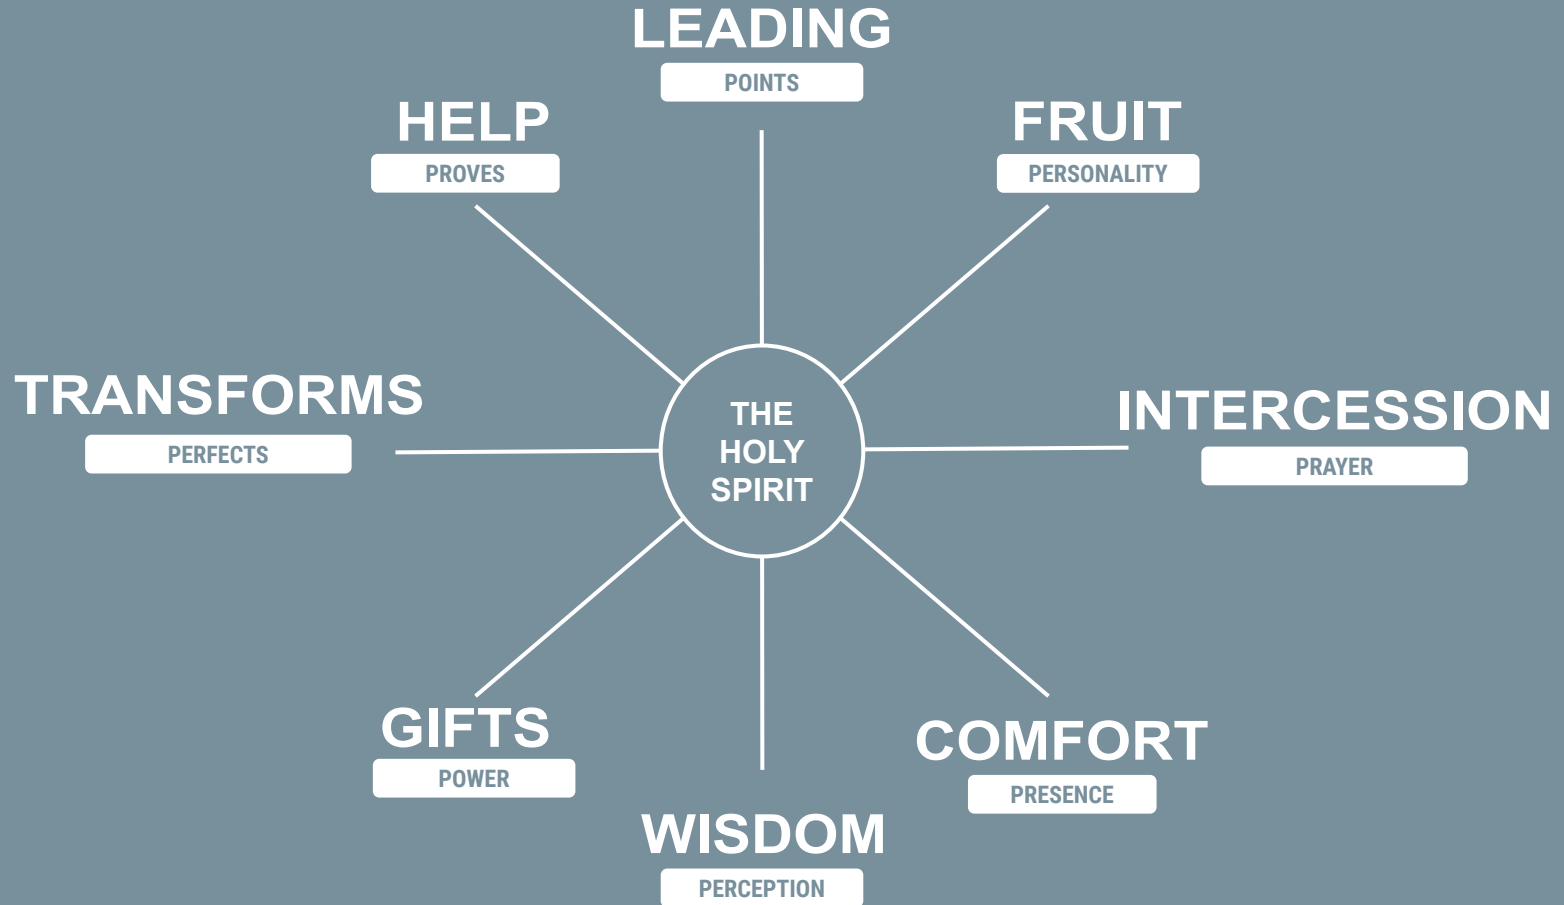 LEADING
POINTS
HELP
PROVES
FRUIT
PERSONALITY
TRANSFORMS
PERFECTS
THE
HOLY
SPIRIT
INTERCESSION
PRAYER
GIFTS
POWER
COMFORT
PRESENCE
WISDOM
PERCEPTION